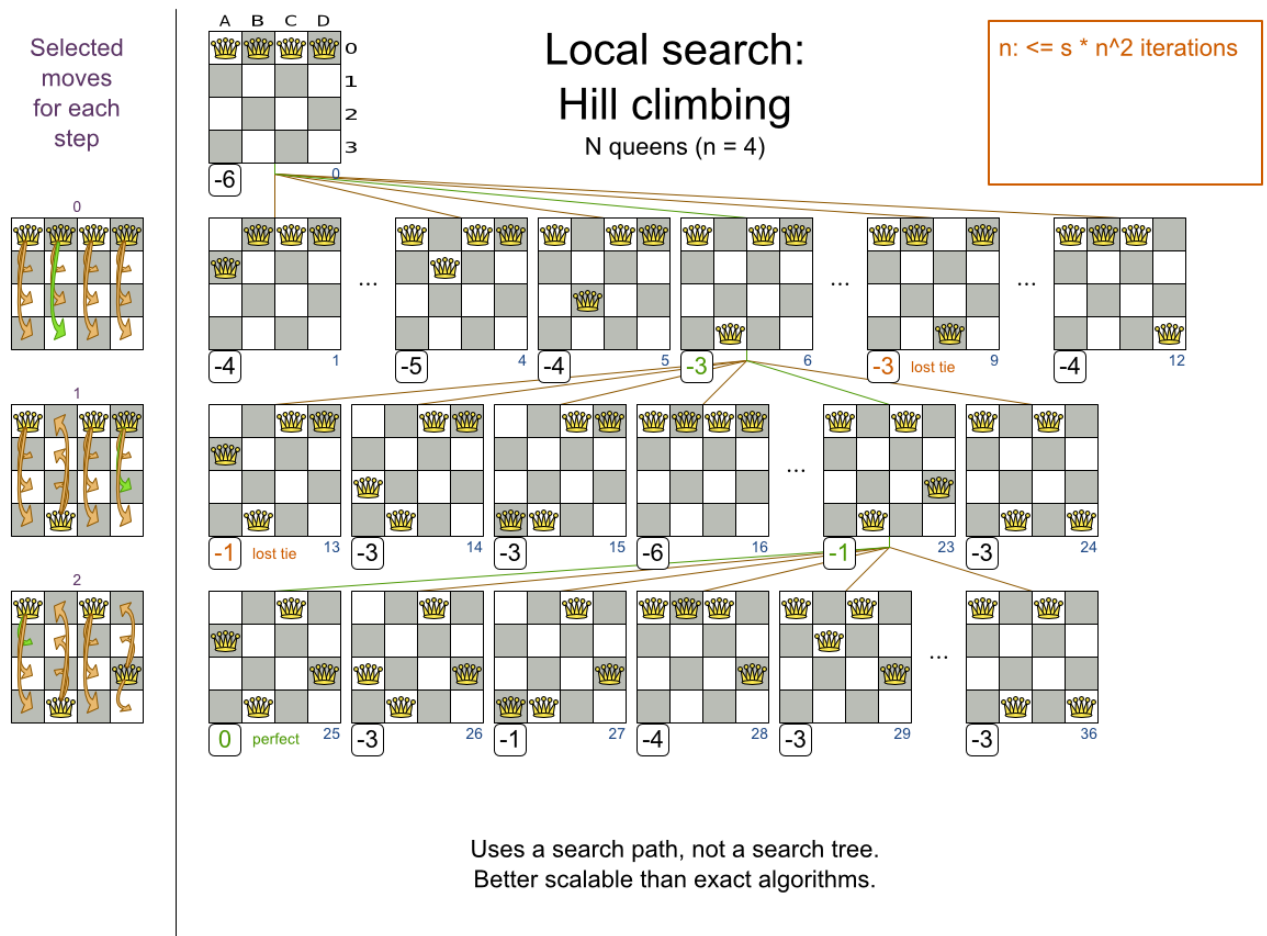 Selected
moves
for each
step
A B C D
0
1
2
3
Local search:
Hill climbing
N queens (n = 4)
n: <= s * n^2 iterations
-6 0
0
... ... ...
-4 1
-5 4
-4 5
-3 6
-3 lost tie 9
-4 12
1
...
-1 lost tie 13
-3 14
-3 15
-6 16
-1 23
-3 24
2
...
0 perfect 25
-3 26
-1 27
-4 28
-3 29
-3 36
Uses a search path, not a search tree.
Better scalable than exact algorithms.